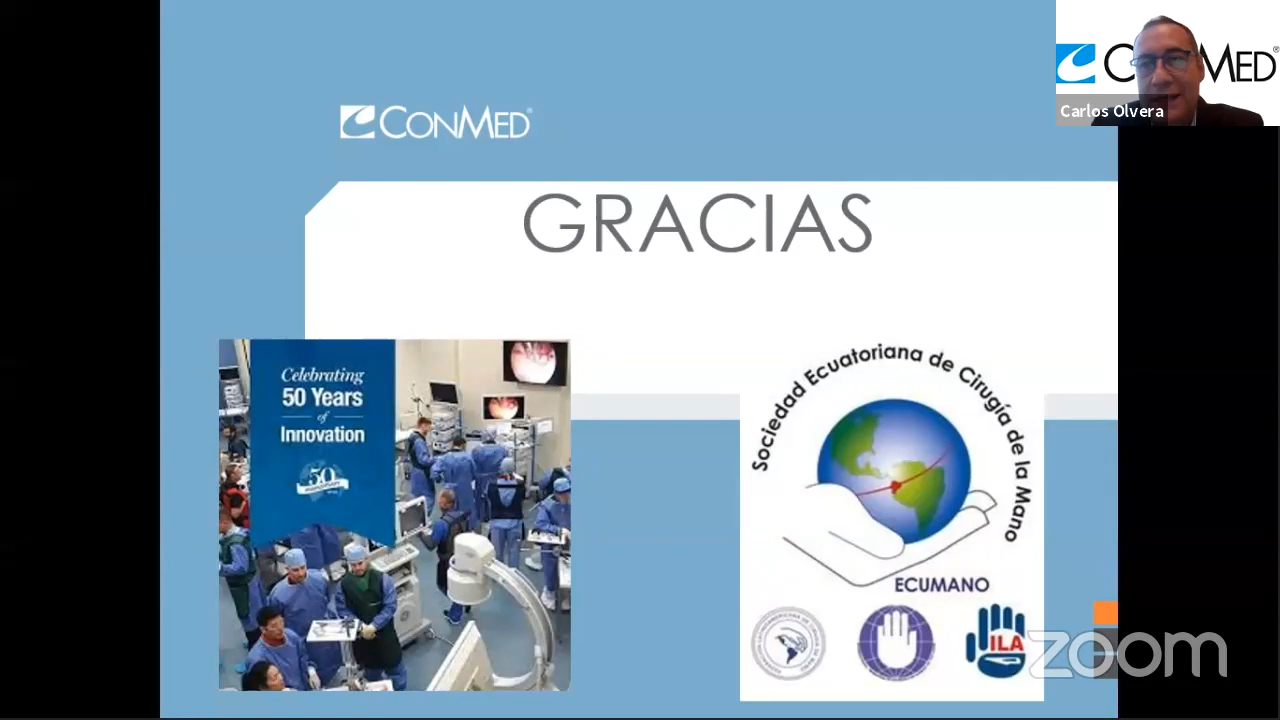 CONMED®
CONMED®
Carlos Olvera
GRACIAS
Celebrating
50 Years
of
Innovation
50
Sociedad Ecuatoriana de Cirugía de la Mano
ECUMANO
ILA
zoom